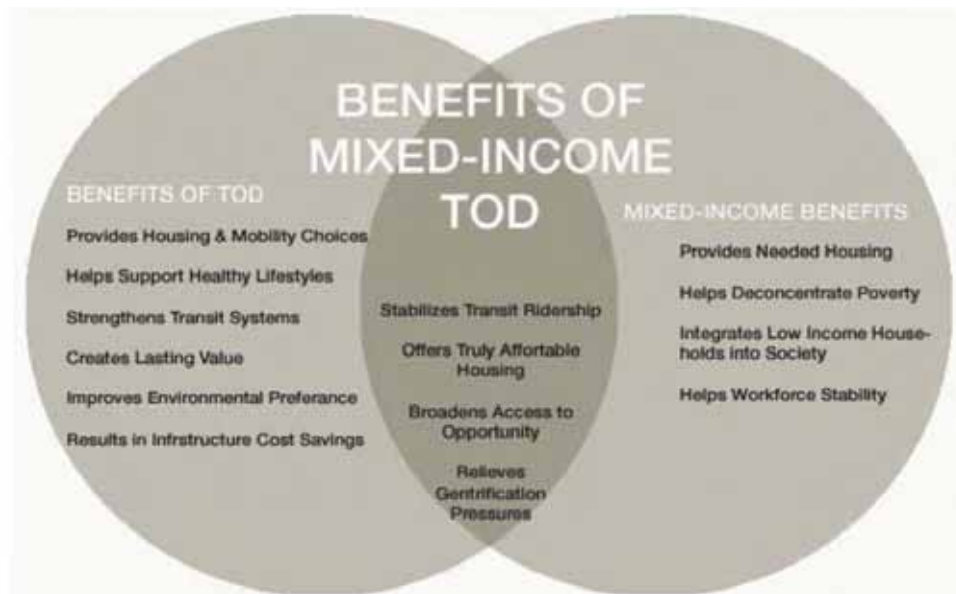 BENEFITS OF
MIXED-INCOME
TOD
BENEFITS OF TOD
Provides Housing & Mobility Choices
Helps Support Healthy Lifestyles
Strengthens Transit Systems
Creates Lasting Value
Improves Environmental Preferance
Results in Infrstructure Cost Savings
Stabilizes Transit Ridership
Offers Truly Affortable
Housing
Broadens Access to
Opportunity
Relieves
Gentrification
Pressures
MIXED-INCOME BENEFITS
Provides Needed Housing
Helps Deconcentrate Poverty
Integrates Low Income House-
holds into Society
Helps Workforce Stability